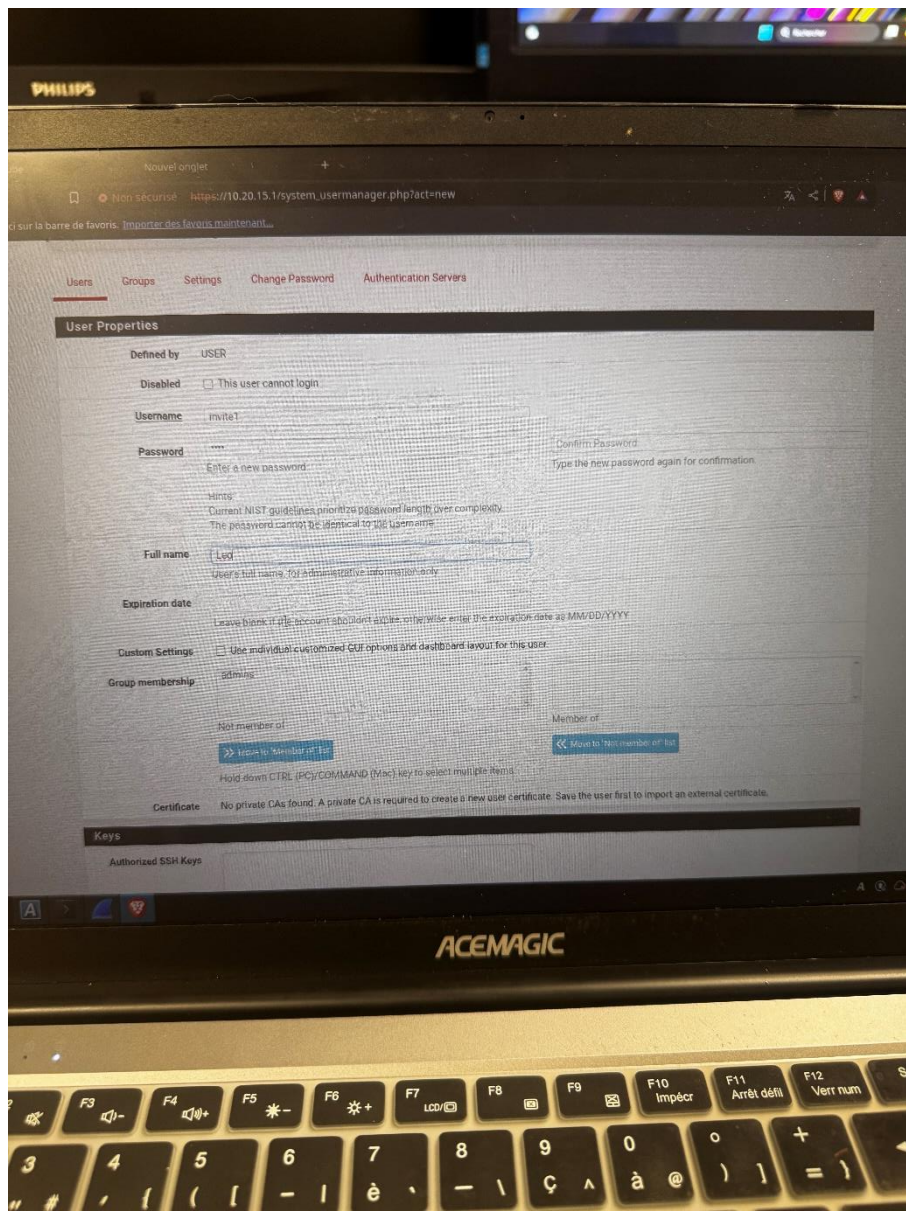 PHILIPS
Nouvel onglet +
Non sécurisé https://10.20.15.1/system_usermanager.php?act=new
ci sur la barre de favoris. Importer des favoris maintenant...
Users Groups Settings Change Password Authentication Servers
User Properties
Defined by USER
Disabled This user cannot login
Username invite1
Password •••• Confirm Password
Enter a new password. Type the new password again for confirmation.
Hints:
Current NIST guidelines prioritize password length over complexity.
The password cannot be identical to the username.
Full name Leo
User's full name, for administrative information only
Expiration date
Leave blank if the account shouldn't expire, otherwise enter the expiration date as MM/DD/YYYY
Custom Settings Use individual customized GUI options and dashboard layout for this user.
Group membership admins
Not member of Member of
>> Move to 'Member of' list << Move to 'Not member of' list
Hold down CTRL (PC)/COMMAND (Mac) key to select multiple items.
Certificate No private CAs found. A private CA is required to create a new user certificate. Save the user first to import an external certificate.
Keys
Authorized SSH Keys
A A
ACEMAGIC
F3 F4 F5 F6 F7 LCD/ F8 F9 F10 Impécr F11 Arrêt défil F12 Verr num
3 " # 4 ' { 5 ( [ 6 - | 7 è ` 8 _ \ 9 ç ^ 0 à @ ° ) ] + = }